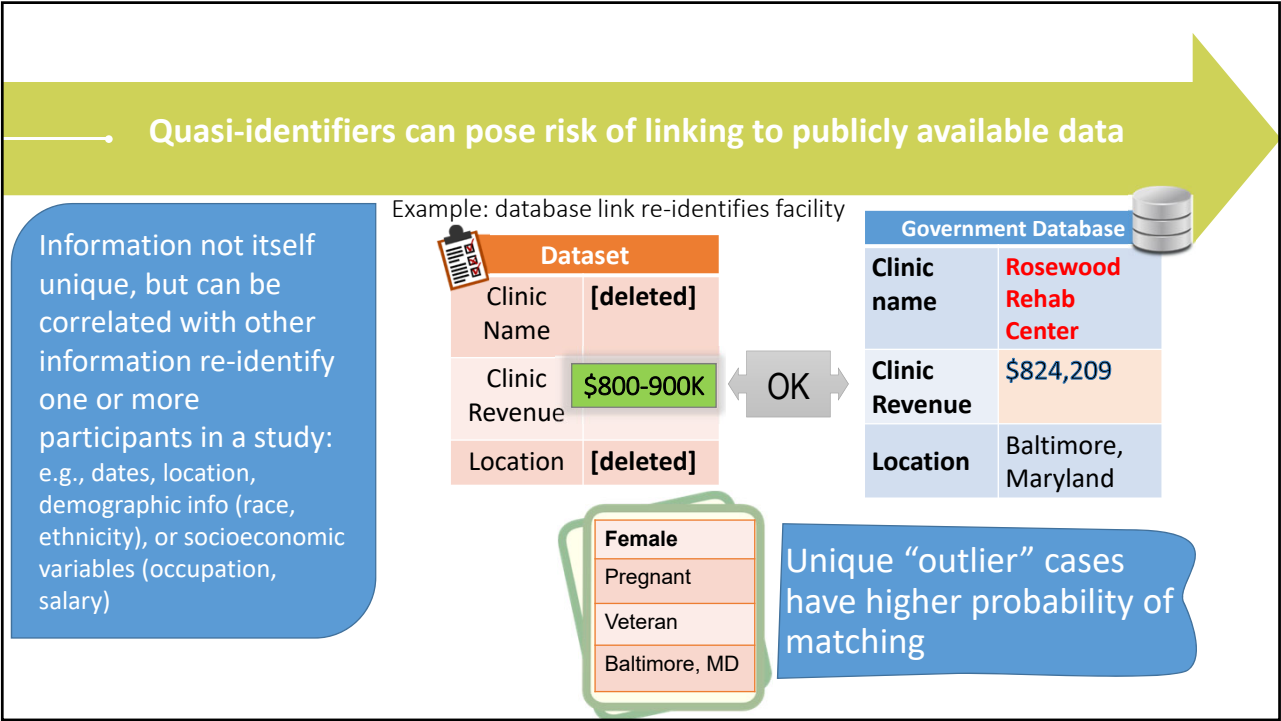 Quasi-identifiers can pose risk of linking to publicly available data
Information not itself
unique, but can be
correlated with other
information re-identify
one or more
participants in a study:
e.g., dates, location,
demographic info (race,
ethnicity), or socioeconomic
variables (occupation,
salary)
Example: database link re-identifies facility
Dataset
Clinic
Name
[deleted]
Clinic
Revenue
$800-900K
Location
[deleted]
OK
Government Database
Clinic
name
Rosewood
Rehab
Center
Clinic
Revenue
$824,209
Location
Baltimore,
Maryland
Female
Pregnant
Veteran
Baltimore, MD
Unique “outlier” cases
have higher probability of
matching